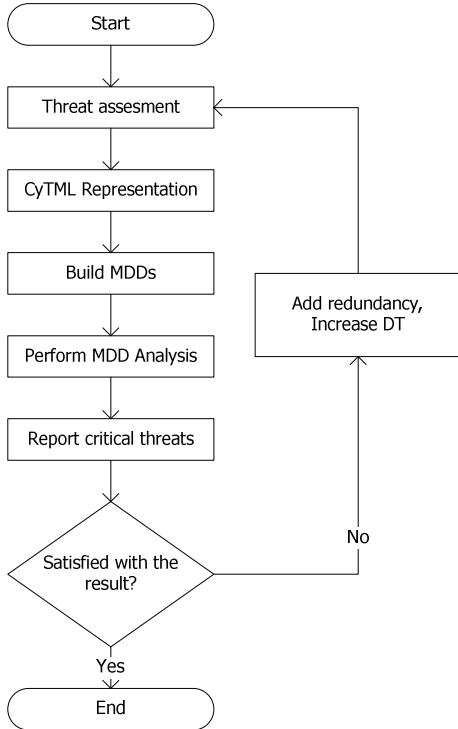 Start
Threat assesment
CyTML Representation
Build MDDs
Add redundancy,
Increase DT
Perform MDD Analysis
Report critical threats
Satisfied with the
result?
No
Yes
End